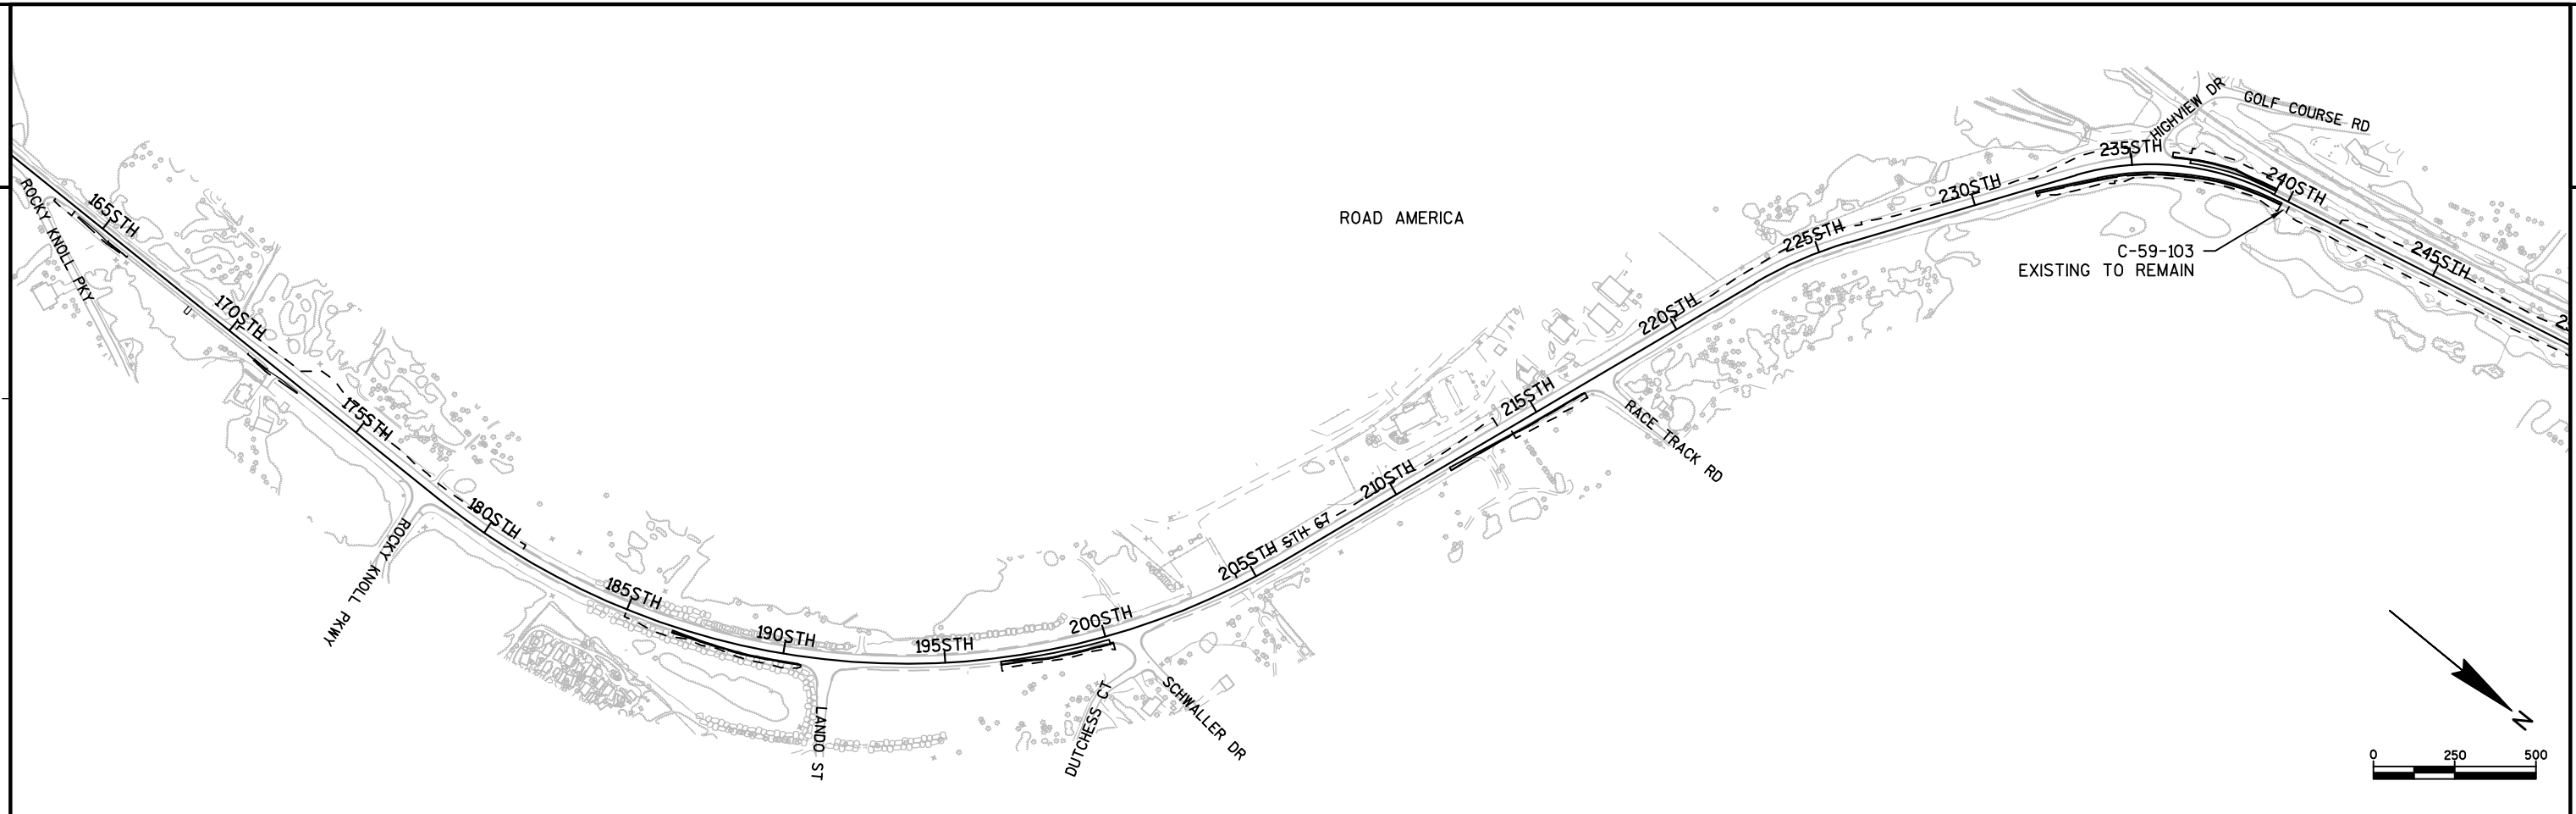 ROCKY KNOLL PKY
165STH
170STH
175STH
180STH
ROCKY KNOLL PKWY
185STH
190STH
LANDO ST
195STH
200STH
DUTCHESS CT
SCHWALLER DR
205STH
STH 67
210STH
215STH
RACE TRACK RD
220STH
225STH
230STH
235STH
240STH
245STH
ROAD AMERICA
HIGHVIEW DR
GOLF COURSE RD
C-59-103
EXISTING TO REMAIN
N
0 250 500